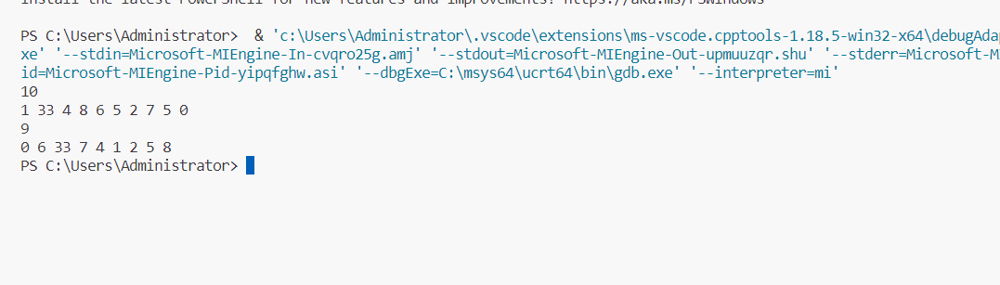 Install the latest PowerShell for new features and improvements! https://aka.ms/PSWindows
PS C:\Users\Administrator>  & 'c:\Users\Administrator\.vscode\extensions\ms-vscode.cpptools-1.18.5-win32-x64\debugAda
xe' '--stdin=Microsoft-MIEngine-In-cvqro25g.amj' '--stdout=Microsoft-MIEngine-Out-upmuuzqr.shu' '--stderr=Microsoft-M
id=Microsoft-MIEngine-Pid-yipqfghw.asi' '--dbgExe=C:\msys64\ucrt64\bin\gdb.exe' '--interpreter=mi'
10
1 33 4 8 6 5 2 7 5 0
9
0 6 33 7 4 1 2 5 8
PS C:\Users\Administrator>